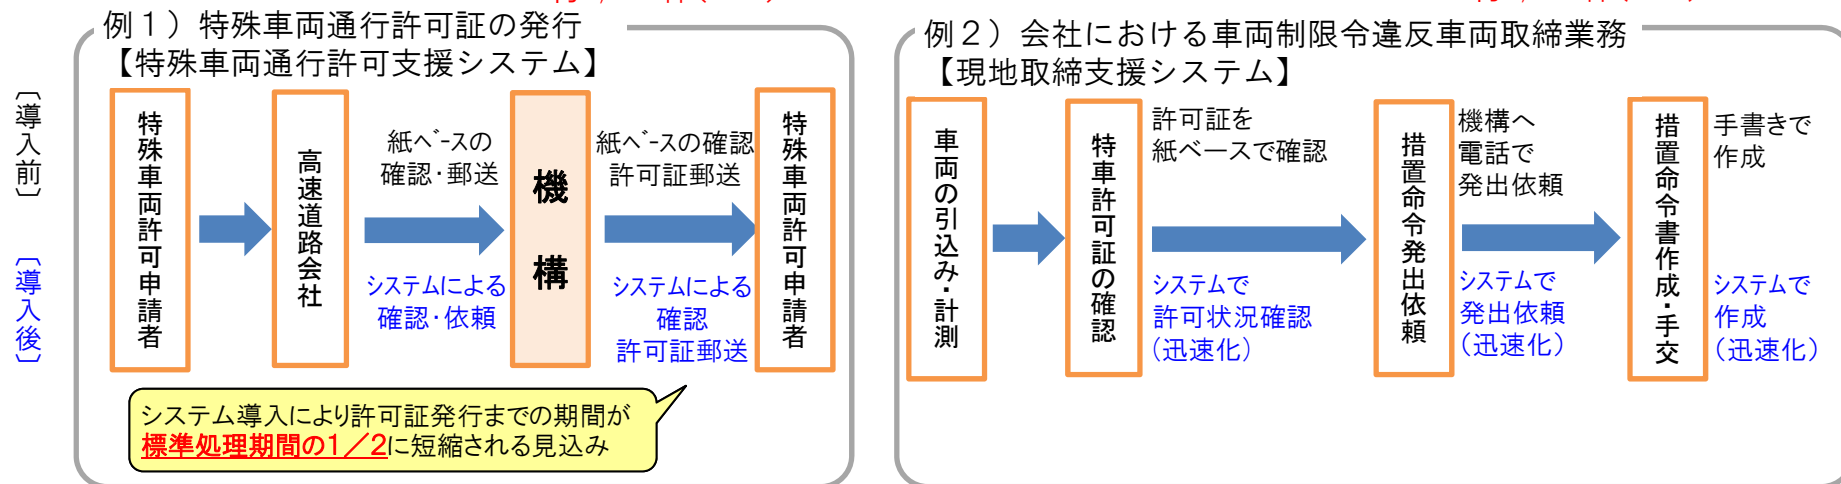 例１）特殊車両通行許可証の発行
【特殊車両通行許可支援システム】
〔導入前〕
〔導入後〕
特殊車両許可申請者
高速道路会社
紙ﾍﾞｰｽの
確認･郵送
システムによる
確認･依頼
機構
紙ﾍﾞｰｽの確認
許可証郵送
システムによる
確認
許可証郵送
特殊車両許可申請者
システム導入により許可証発行までの期間が
標準処理期間の１／２に短縮される見込み
例２）会社における車両制限令違反車両取締業務
【現地取締支援システム】
車両の引込み・計測
特車許可証の確認
許可証を
紙ベースで確認
システムで
許可状況確認
（迅速化）
措置命令発出依頼
機構へ
電話で
発出依頼
システムで
発出依頼
（迅速化）
措置命令書作成・手交
手書きで
作成
システムで
作成
（迅速化）